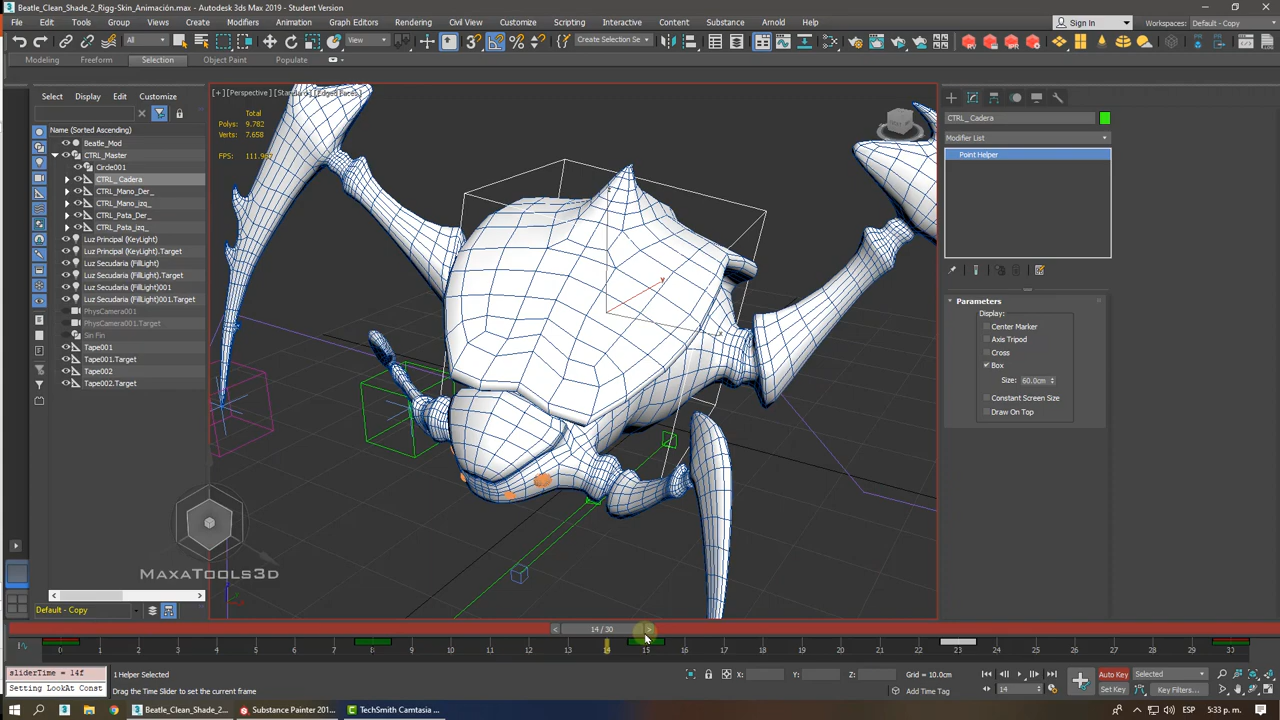 Beatle_Clean_Shade_2_Rigg-Skin_Animación.max - Autodesk 3ds Max 2019 - Student Version
File Edit Tools Group Views Create Modifiers Animation Graph Editors Rendering Civil View Customize Scripting Interactive Content Substance Arnold Help
Sign In
Workspaces: Default - Copy
All
View
Create Selection Se
Modeling Freeform Selection Object Paint Populate
Select Display Edit Customize
Name (Sorted Ascending)
Beatle_Mod
CTRL_Master
Circle001
CTRL_ Cadera
CTRL_Mano_Der_
CTRL_Mano_izq_
CTRL_Pata_Der_
CTRL_Pata_izq_
Luz Principal (KeyLight)
Luz Principal (KeyLight).Target
Luz Secudaria (FillLight)
Luz Secudaria (FillLight).Target
Luz Secudaria (FillLight)001
Luz Secudaria (FillLight)001.Target
PhysCamera001
PhysCamera001.Target
Sin Fin
Tape001
Tape001.Target
Tape002
Tape002.Target
Default - Copy
[+] [Perspective] [Standard] [Edged Faces]
Total
Polys: 9.782
Verts: 7.658
FPS:
MAXATOOLS3D
CTRL_ Cadera
Modifier List
Point Helper
Parameters
Display:
Center Marker
Axis Tripod
Cross
Box
Size: 60.0cm
Constant Screen Size
Draw On Top
< 14 / 30 >
0 1 2 3 4 5 6 7 8 9 10 11 12 13 14 15 16 17 18 19 20 21 22 23 24 25 26 27 28 29 30
sliderTime = 14f
Setting LookAt Const
1 Helper Selected
Drag the Time Slider to set the current frame
X: Y: Z: Grid = 10.0cm
Add Time Tag
Auto Key Selected
14 Set Key Key Filters...
Beatle_Clean_Shade_2... Substance Painter 201... TechSmith Camtasia ... ESP 5:33 p. m.